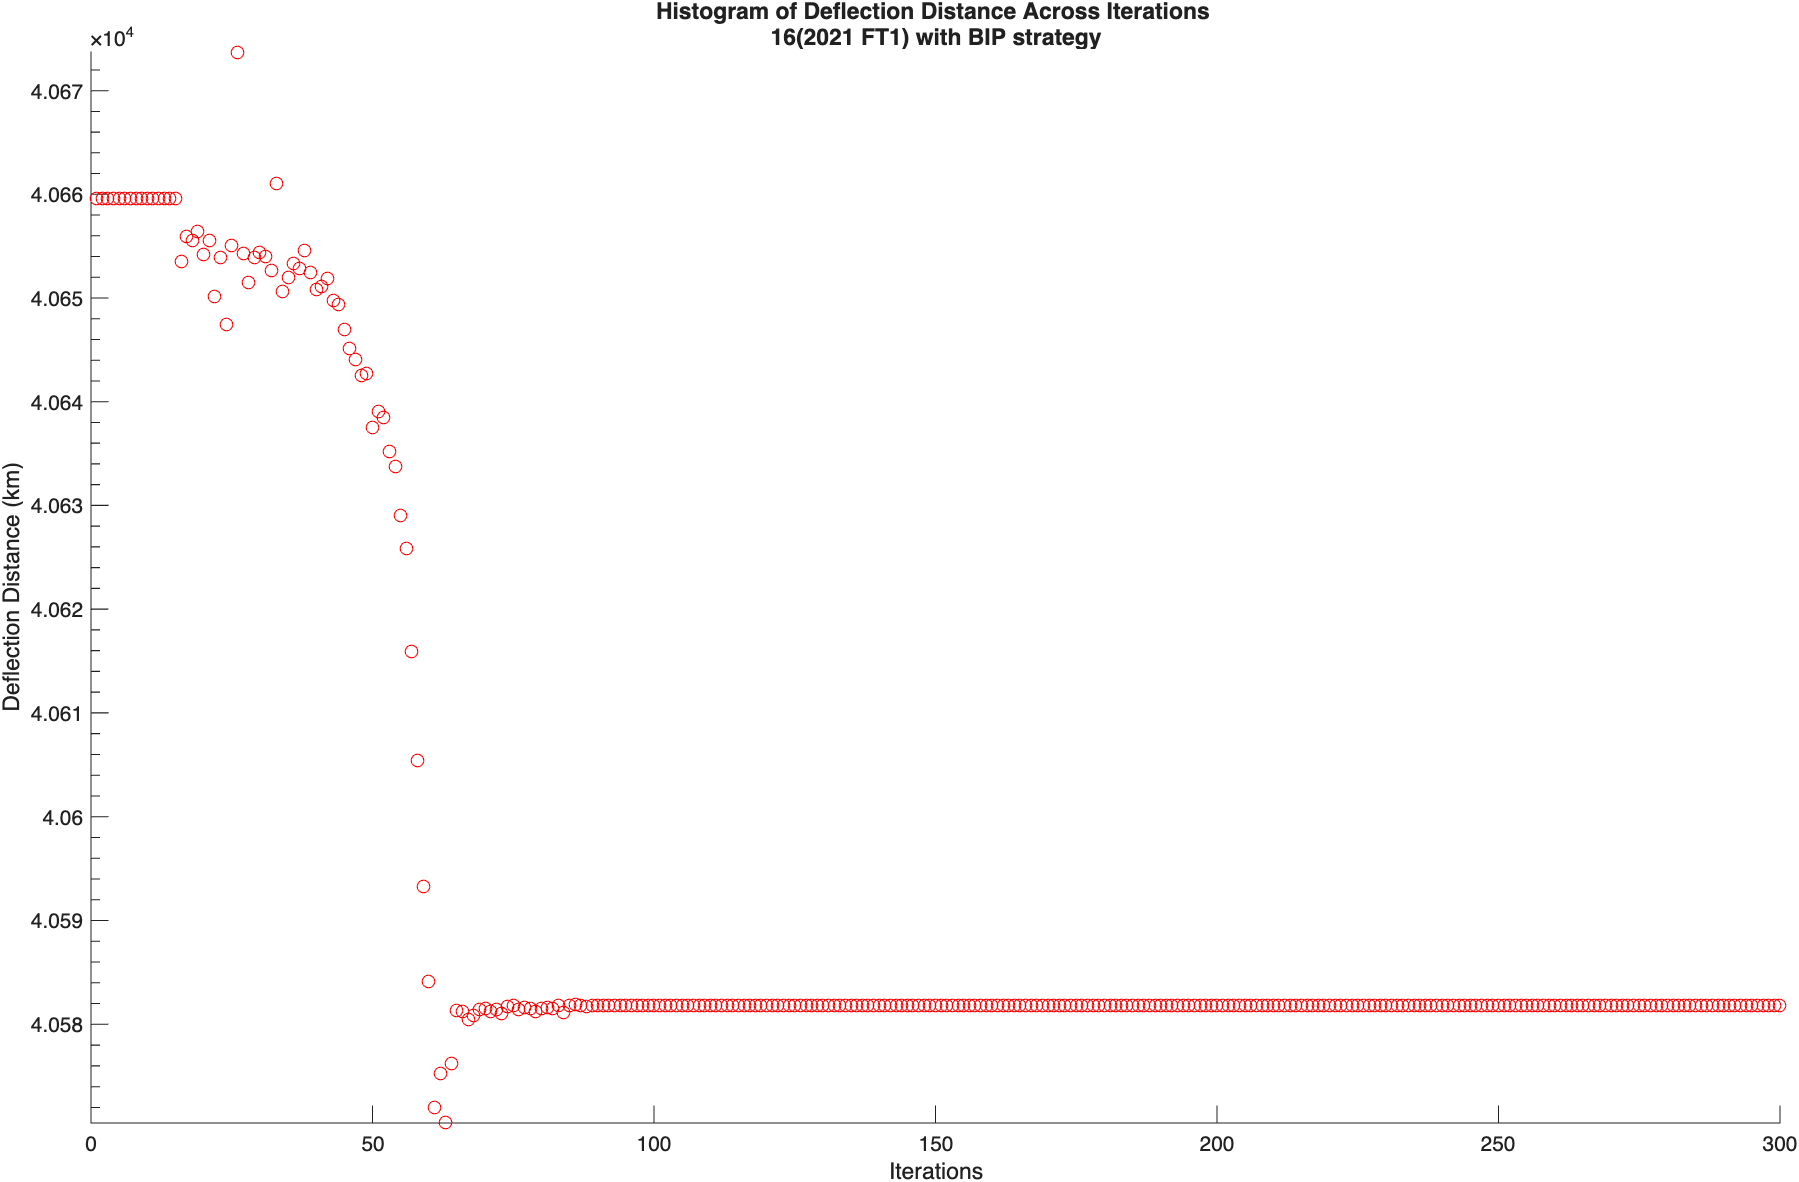 Histogram of Deflection Distance Across Iterations
16(2021 FT1) with BIP strategy
×10⁴
4.067
4.066
4.065
4.064
4.063
4.062
4.061
4.06
4.059
4.058
Deflection Distance (km)
0 50 100 150 200 250 300
Iterations